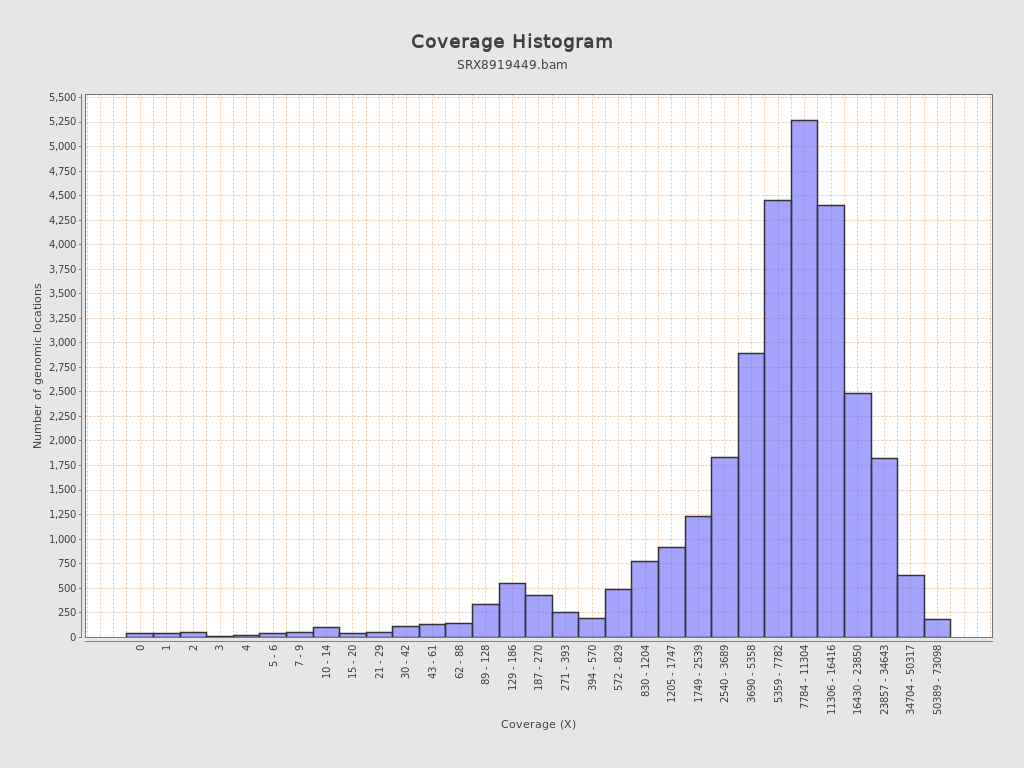 Coverage Histogram
SRX8919449.bam
Number of genomic locations
5,500
5,250
5,000
4,750
4,500
4,250
4,000
3,750
3,500
3,250
3,000
2,750
2,500
2,250
2,000
1,750
1,500
1,250
1,000
750
500
250
0
0
1
2
3
4
5 - 6
7 - 9
10 - 14
15 - 20
21 - 29
30 - 42
43 - 61
62 - 88
89 - 128
129 - 186
187 - 270
271 - 393
394 - 570
572 - 829
830 - 1204
1205 - 1747
1749 - 2539
2540 - 3689
3690 - 5358
5359 - 7782
7784 - 11304
11306 - 16416
16430 - 23850
23857 - 34643
34704 - 50317
50389 - 73098
Coverage (X)